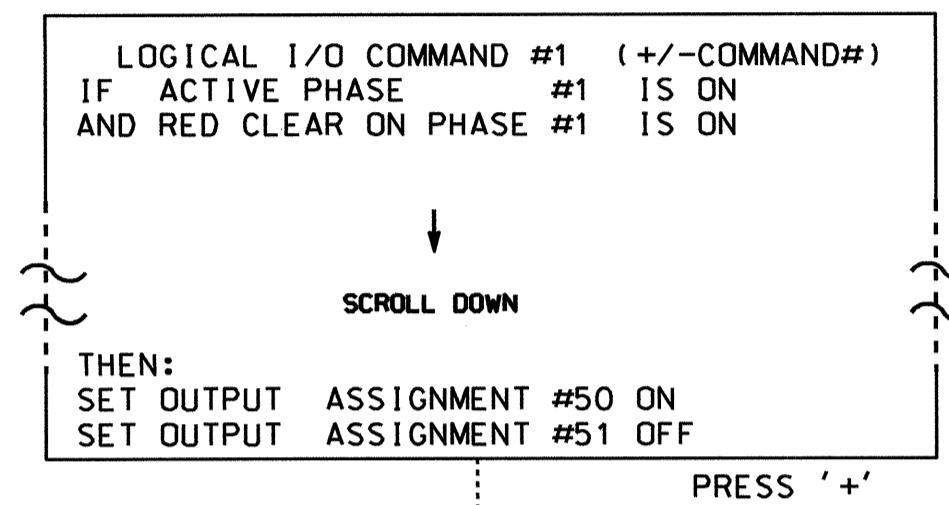 LOGICAL I/O COMMAND #1 (+/-COMMAND#)
IF ACTIVE PHASE #1 IS ON
AND RED CLEAR ON PHASE #1 IS ON
SCROLL DOWN
THEN:
SET OUTPUT ASSIGNMENT #50 ON
SET OUTPUT ASSIGNMENT #51 OFF
PRESS '+'